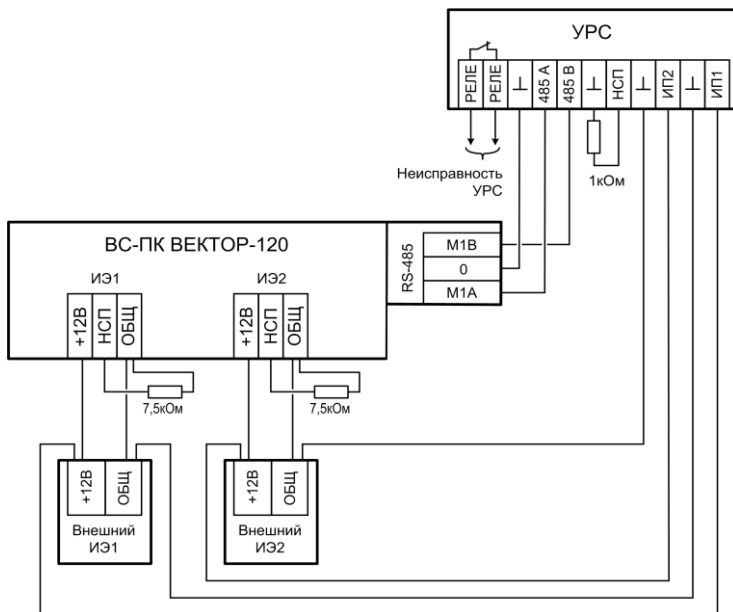 УРС
РЕЛЕ
РЕЛЕ
⊥
485 А
485 В
⊥
НСП
⊥
ИП2
⊥
ИП1
Неисправность
УРС
1кОм
ВС-ПК ВЕКТОР-120
ИЭ1
ИЭ2
+12В
НСП
ОБЩ
+12В
НСП
ОБЩ
RS-485
М1В
0
М1А
7,5кОм
7,5кОм
+12В
ОБЩ
Внешний
ИЭ1
+12В
ОБЩ
Внешний
ИЭ2